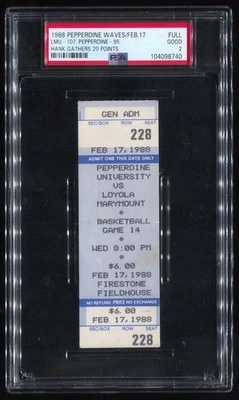 1988 PEPPERDINE WAVES/FEB.17 FULL
LMU - 107, PEPPERDINE - 95 GOOD
HANK GATHERS 20 POINTS 2
PSA 104098740
GEN ADM
SEC/BOX ROW SEAT
228
FEB 17, 1988
ADMIT ONE THIS DATE ONLY
PEPPERDINE
UNIVERSITY
VS
LOYOLA
MARYMOUNT
*
BASKETBALL
GAME 14
*
WED 8:00 PM
*
$6.00
FEB 17, 1988
FIRESTONE
FIELDHOUSE
NO REFUND PRICE NO EXCHANGE
$6.00
FEB 17, 1988
SEC/BOX ROW SEAT
228